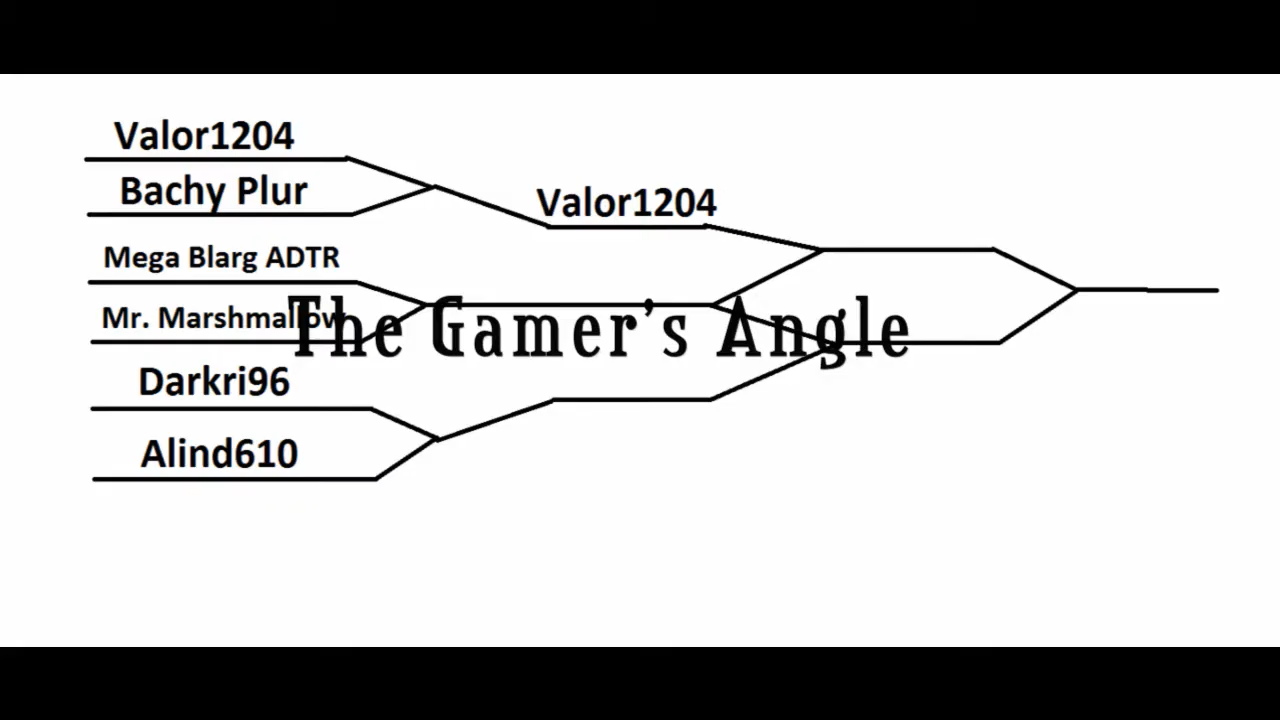 Valor1204
Bachy Plur
Valor1204
Mega Blarg ADTR
Mr. Marshmallow
The Gamer's Angle
Darkri96
Alind610